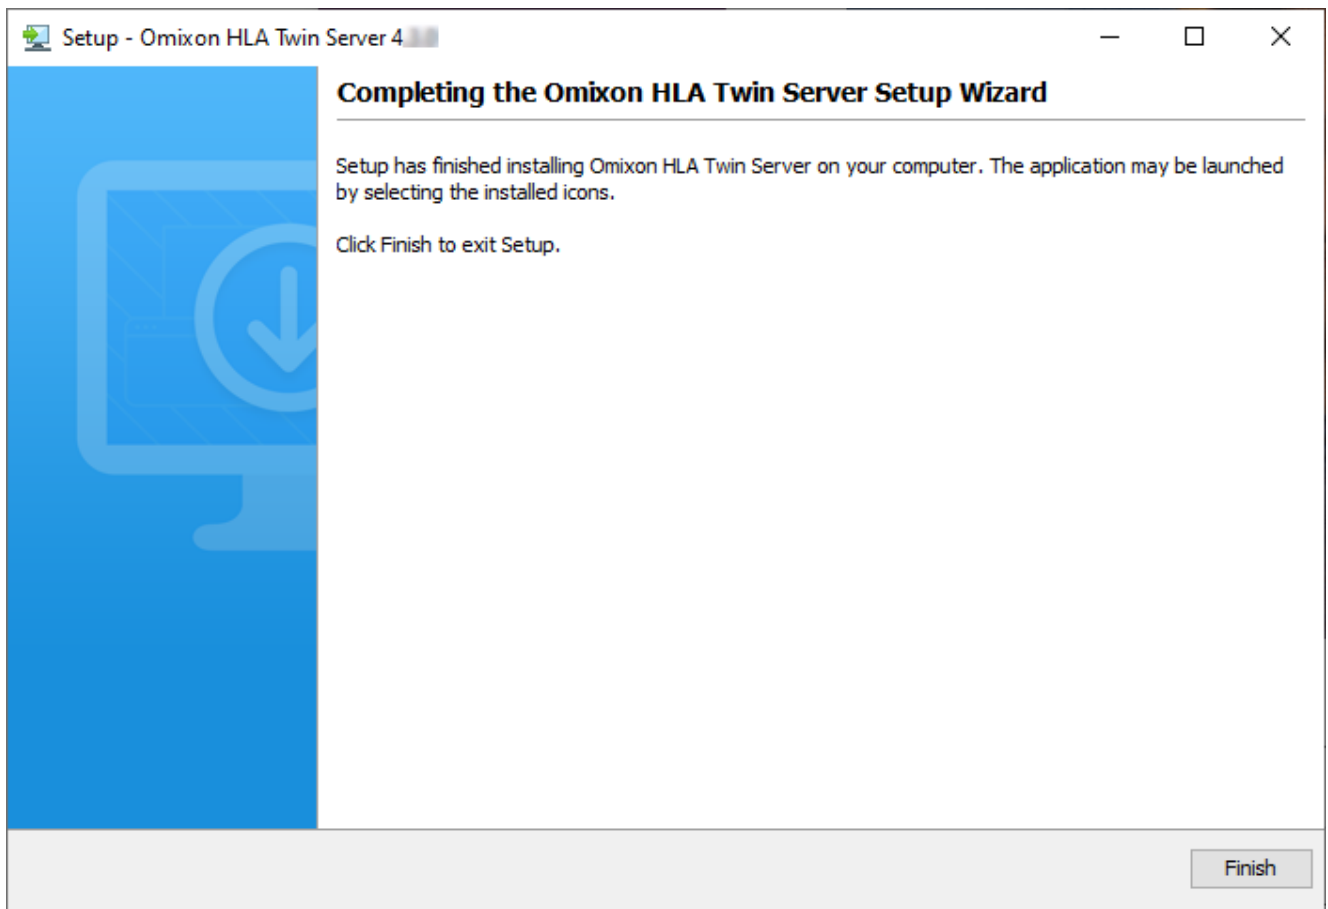 Setup - Omixon HLA Twin Server 4
Completing the Omixon HLA Twin Server Setup Wizard
Setup has finished installing Omixon HLA Twin Server on your computer. The application may be launched
by selecting the installed icons.
Click Finish to exit Setup.
Finish